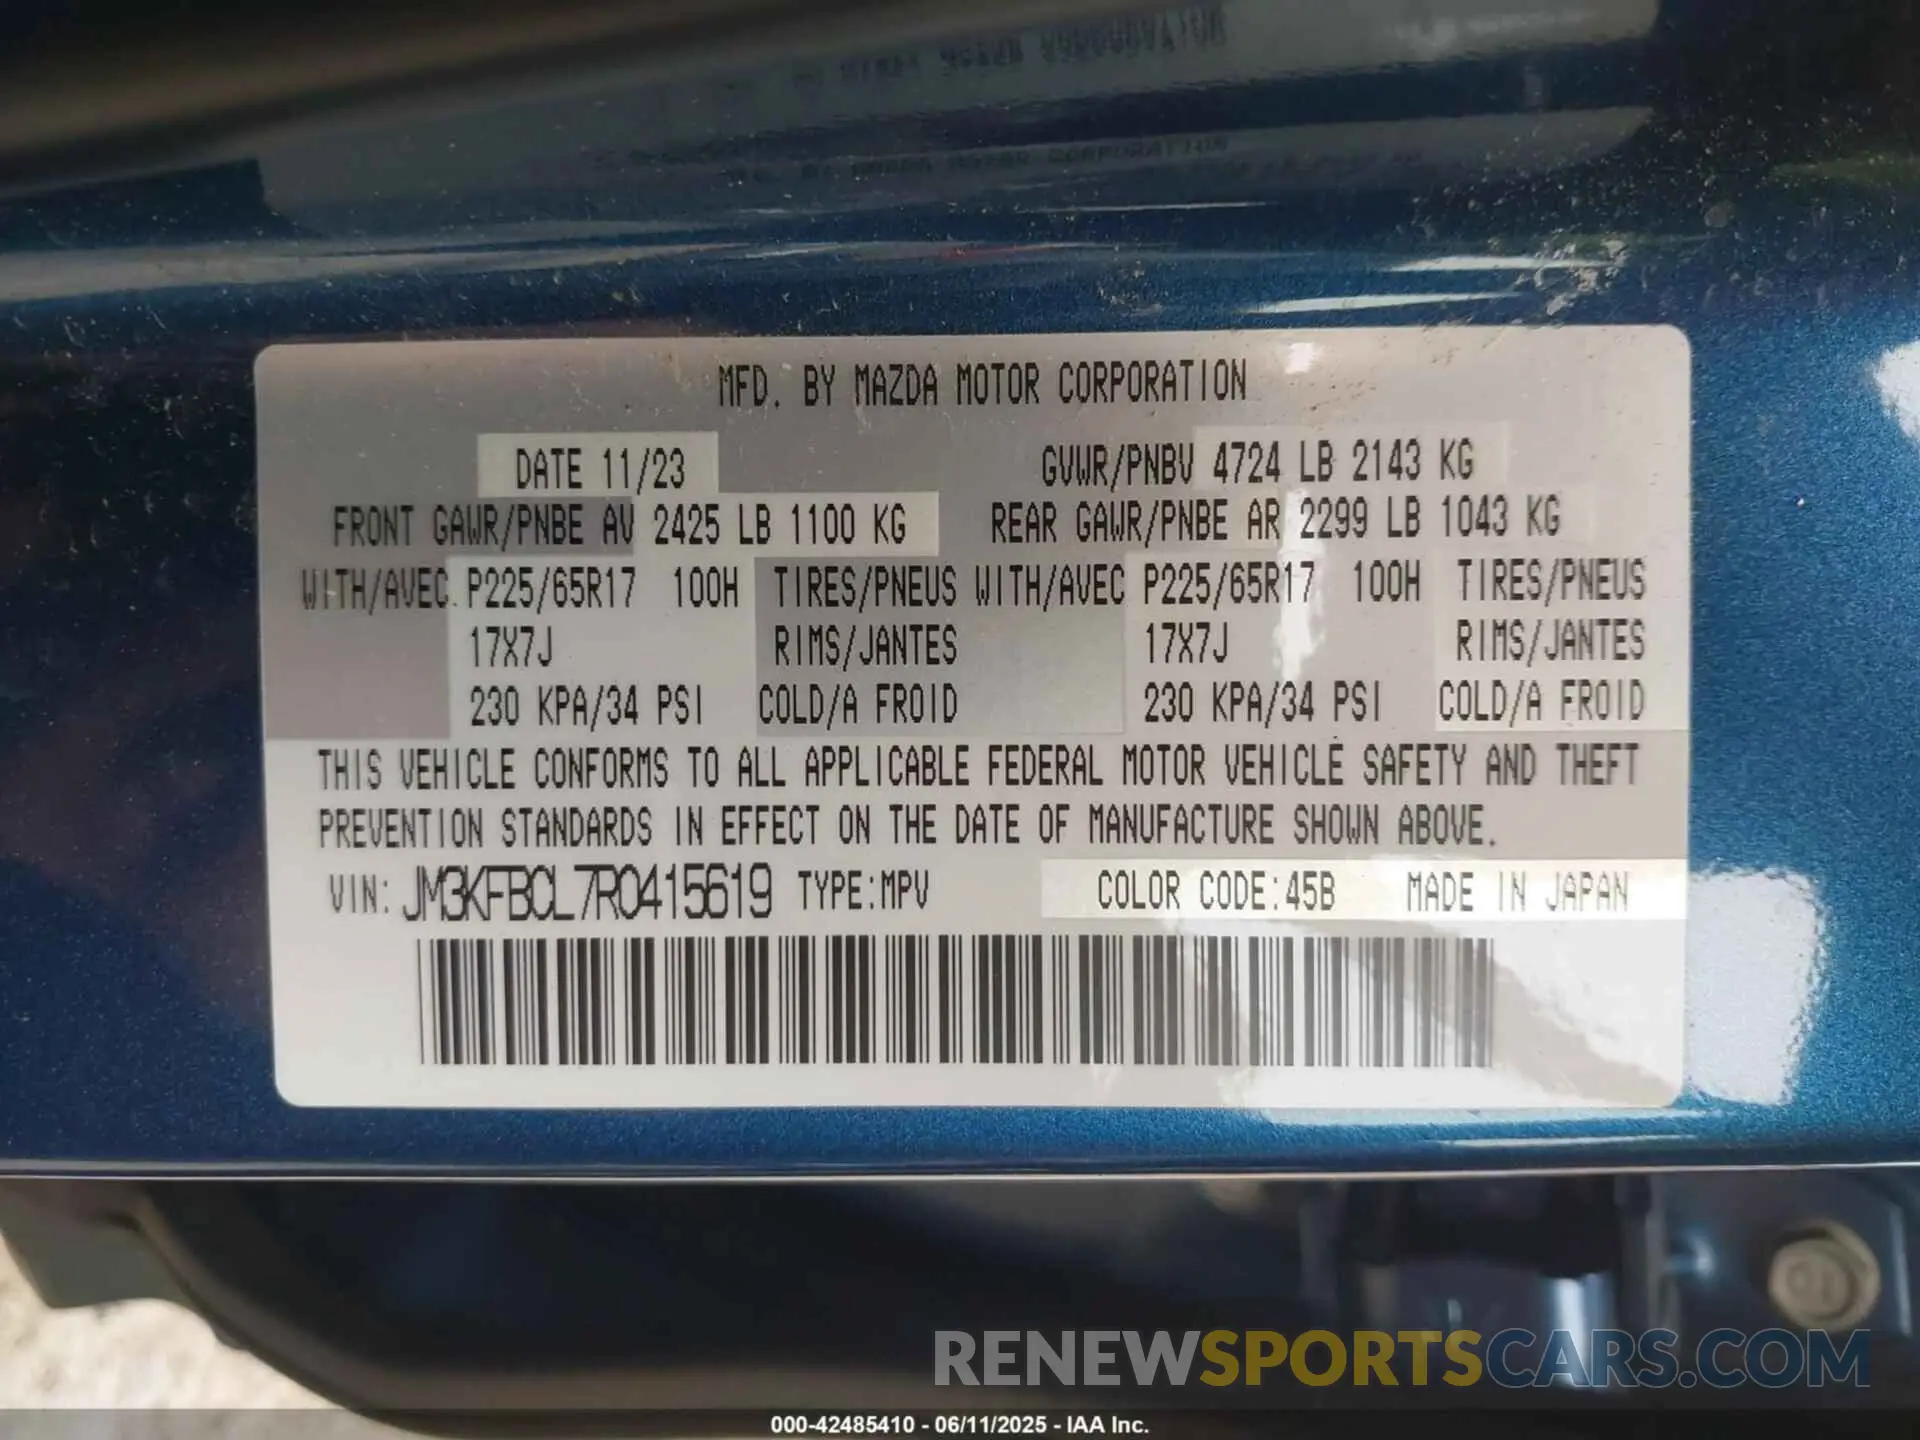 MFD. BY MAZDA MOTOR CORPORATION
DATE 11/23 GVWR/PNBV 4724 LB 2143 KG
FRONT GAWR/PNBE AV 2425 LB 1100 KG REAR GAWR/PNBE AR 2299 LB 1043 KG
WITH/AVEC P225/65R17 100H TIRES/PNEUS WITH/AVEC P225/65R17 100H TIRES/PNEUS
17X7J RIMS/JANTES 17X7J RIMS/JANTES
230 KPA/34 PSI COLD/A FROID 230 KPA/34 PSI COLD/A FROID
THIS VEHICLE CONFORMS TO ALL APPLICABLE FEDERAL MOTOR VEHICLE SAFETY AND THEFT
PREVENTION STANDARDS IN EFFECT ON THE DATE OF MANUFACTURE SHOWN ABOVE.
VIN: JM3KFBCL7R0415619 TYPE:MPV COLOR CODE:45B MADE IN JAPAN
RENEWSPORTSCARS.COM
000-42485410 - 06/11/2025 - IAA Inc.